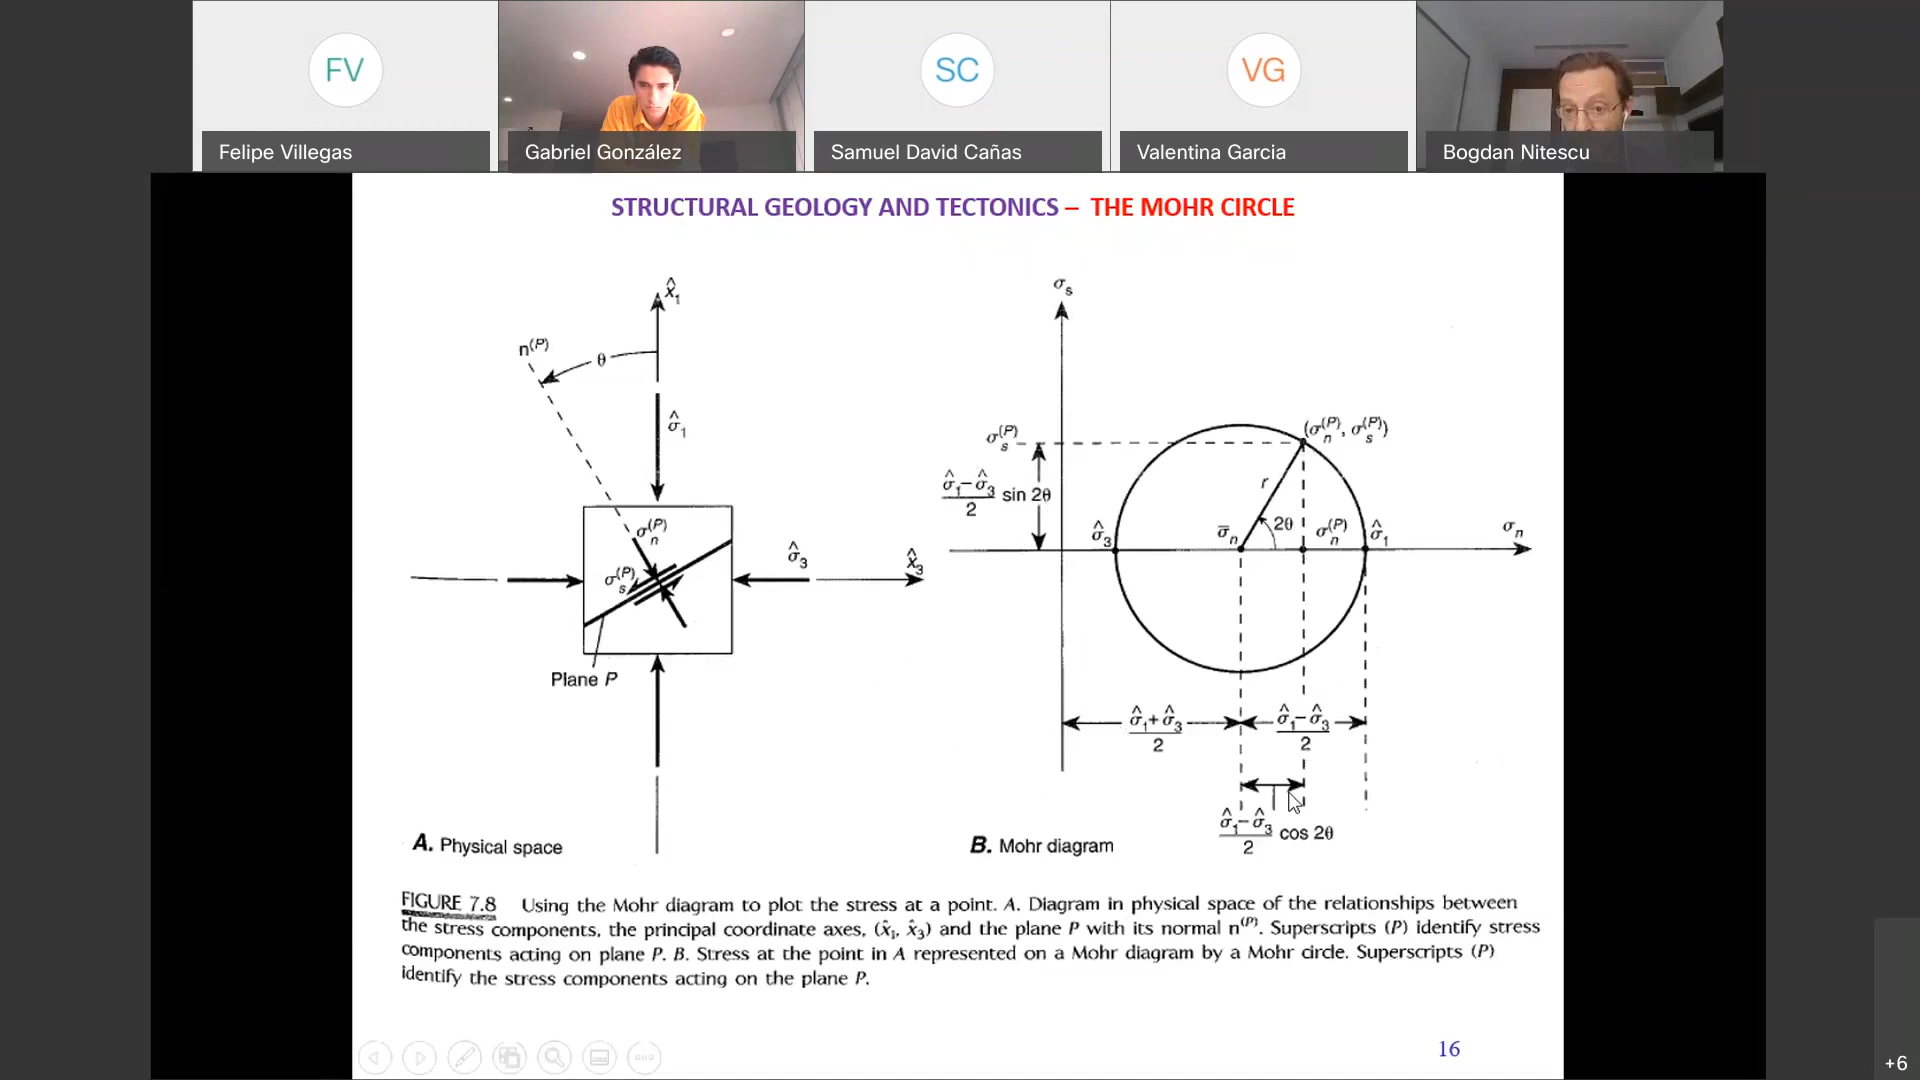 FV
SC
VG
Felipe Villegas
Gabriel González
Samuel David Cañas
Valentina Garcia
Bogdan Nitescu
STRUCTURAL GEOLOGY AND TECTONICS – THE MOHR CIRCLE
x̂₁
n⁽ᴾ⁾
θ
σ̂₁
σₙ⁽ᴾ⁾
σ̂₃
x̂₃
σₛ⁽ᴾ⁾
Plane P
A. Physical space
σₛ
σₛ⁽ᴾ⁾
(σₙ⁽ᴾ⁾, σₛ⁽ᴾ⁾)
(σ̂₁–σ̂₃)/2 sin 2θ
r
2θ
σ̂₃
σ̄ₙ
σₙ⁽ᴾ⁾
σ̂₁
σₙ
(σ̂₁+σ̂₃)/2
(σ̂₁–σ̂₃)/2
(σ̂₁–σ̂₃)/2 cos 2θ
B. Mohr diagram
FIGURE 7.8 Using the Mohr diagram to plot the stress at a point. A. Diagram in physical space of the relationships between
the stress components, the principal coordinate axes, (x̂₁, x̂₃) and the plane P with its normal n⁽ᴾ⁾. Superscripts (P) identify stress
components acting on plane P. B. Stress at the point in A represented on a Mohr diagram by a Mohr circle. Superscripts (P)
identify the stress components acting on the plane P.
16
+6